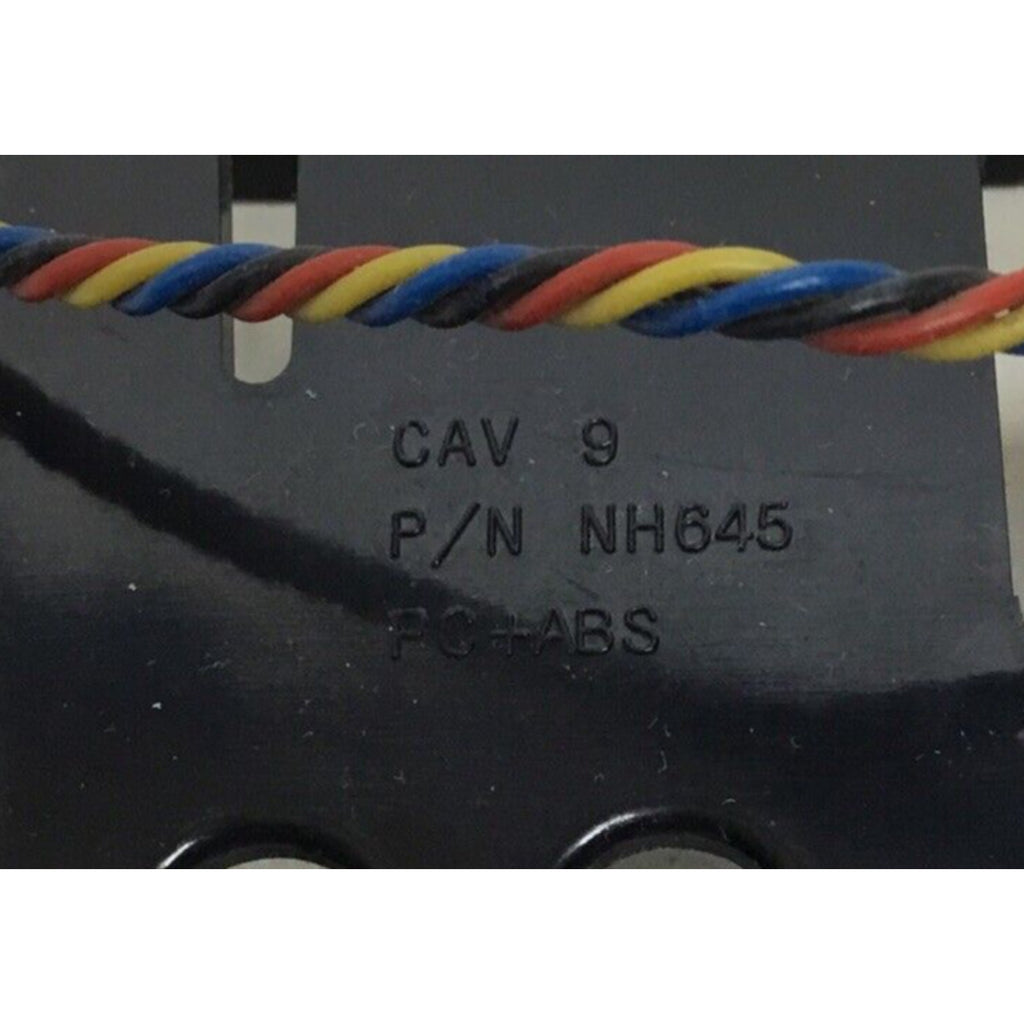 CAV 9
P/N NH645
PC+ABS